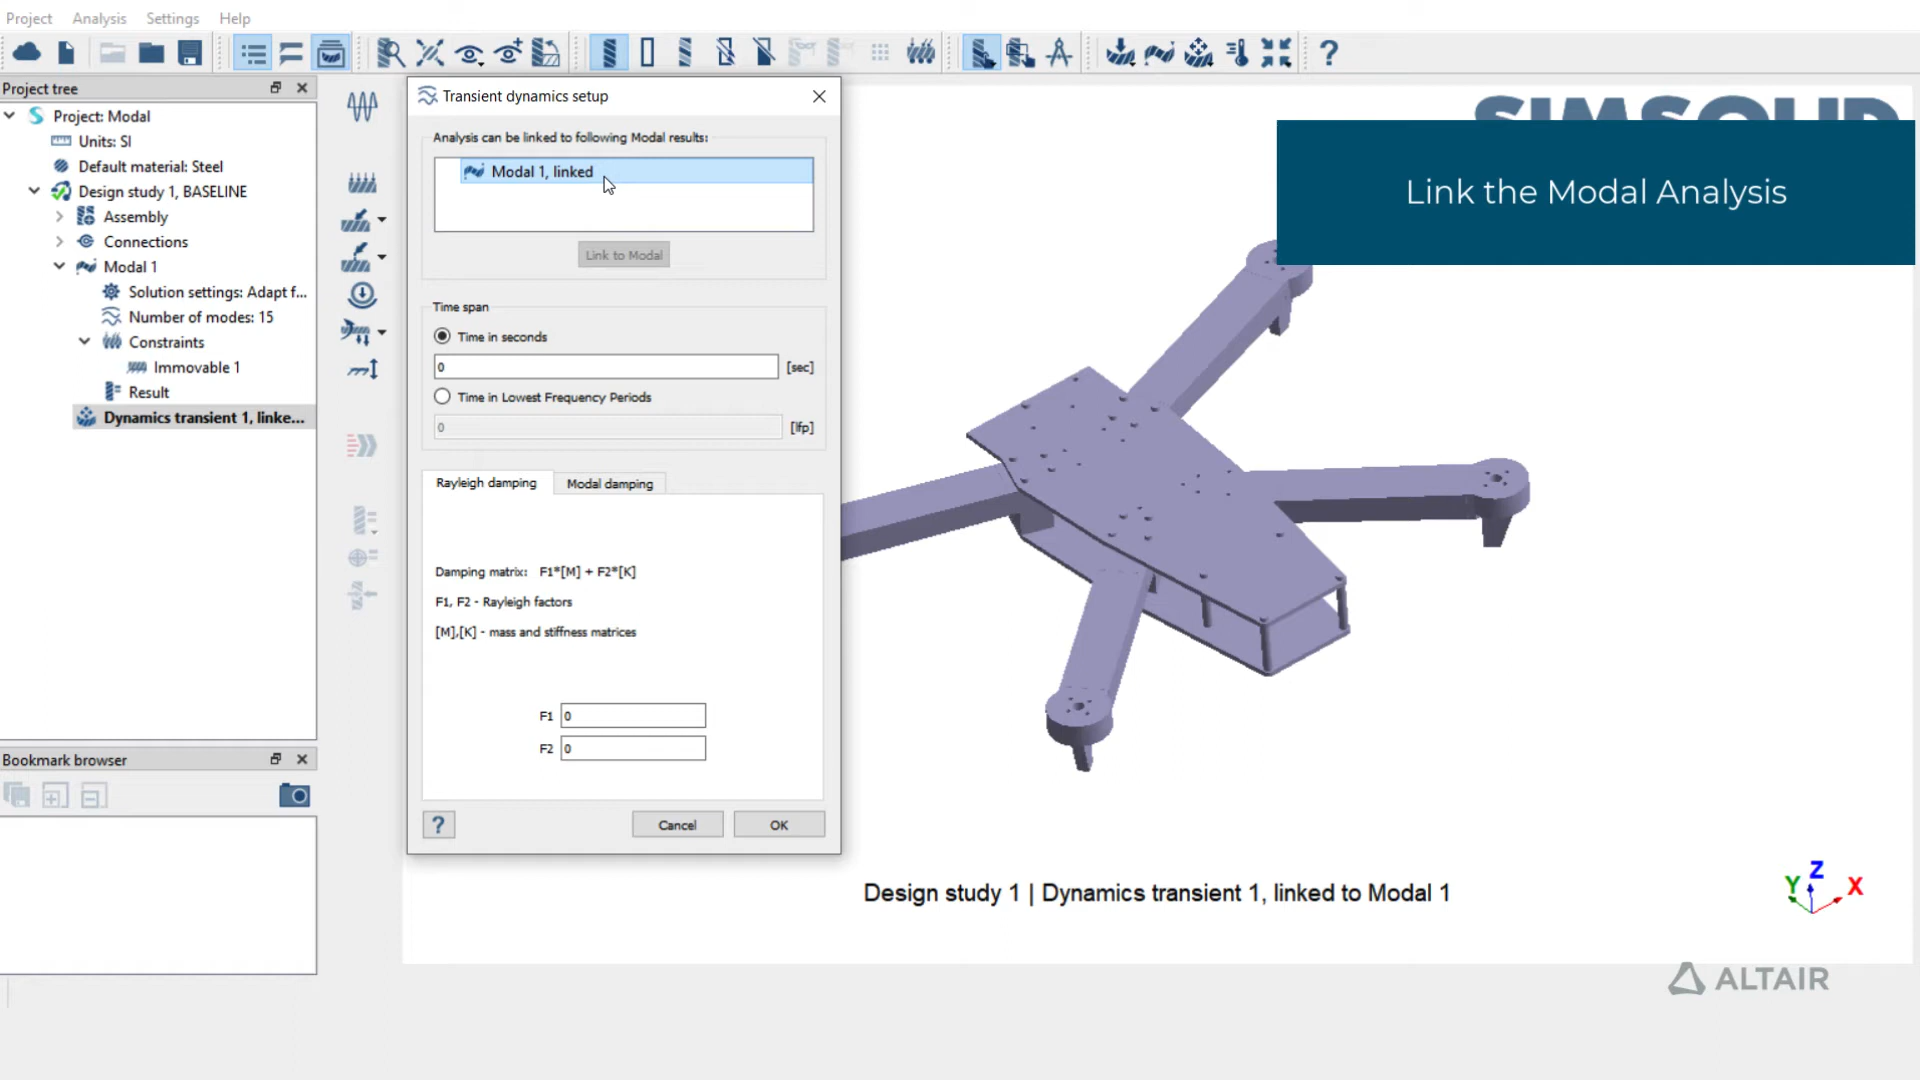 Project Analysis Settings Help
Project tree
Project: Modal
Units: SI
Default material: Steel
Design study 1, BASELINE
Assembly
Connections
Modal 1
Solution settings: Adapt f...
Number of modes: 15
Constraints
Immovable 1
Result
Dynamics transient 1, linke...
Bookmark browser
Transient dynamics setup
Analysis can be linked to following Modal results:
Modal 1, linked
Link to Modal
Time span
Time in seconds
0 [sec]
Time in Lowest Frequency Periods
0 [lfp]
Rayleigh damping Modal damping
Damping matrix: F1*[M] + F2*[K]
F1, F2 - Rayleigh factors
[M],[K] - mass and stiffness matrices
F1 0
F2 0
? Cancel OK
SIMSOLID
Link the Modal Analysis
Design study 1 | Dynamics transient 1, linked to Modal 1
Z
Y X
ALTAIR